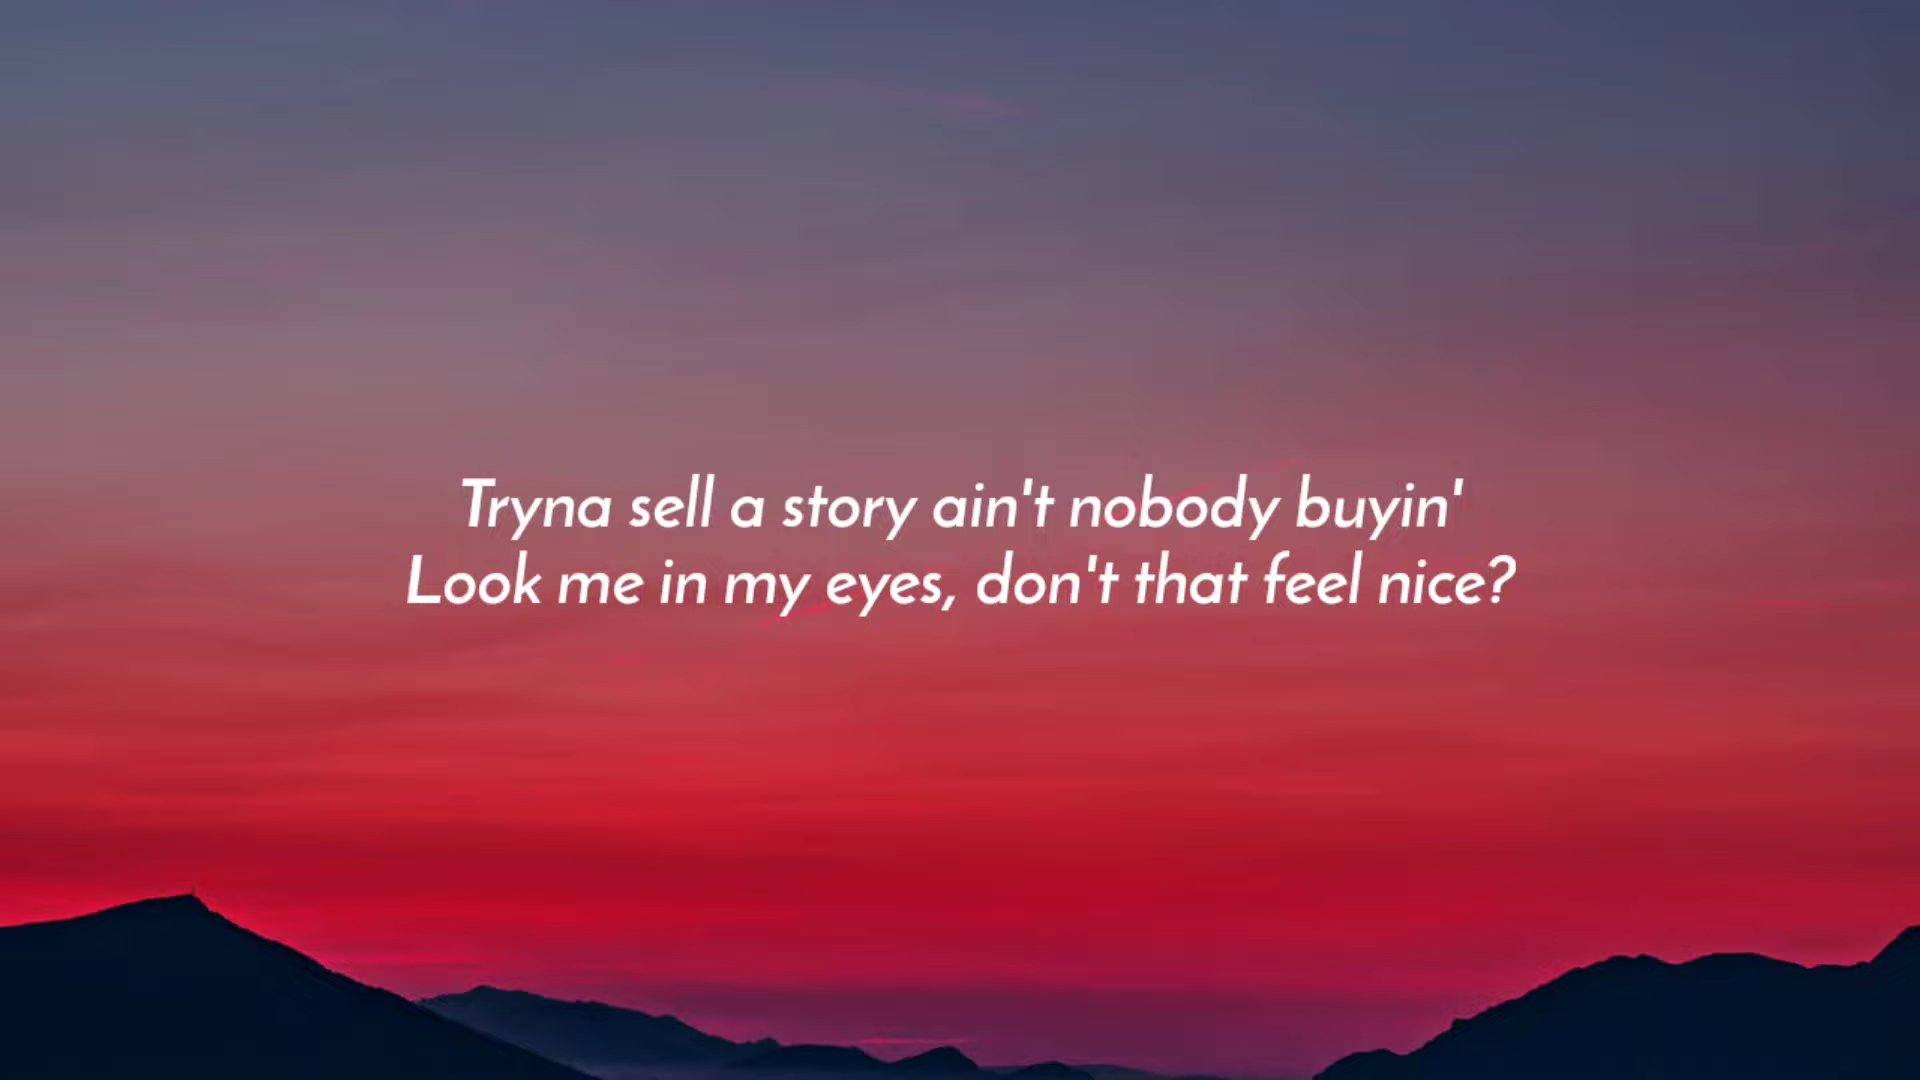 Tryna sell a story ain't nobody buyin'
Look me in my eyes, don't that feel nice?